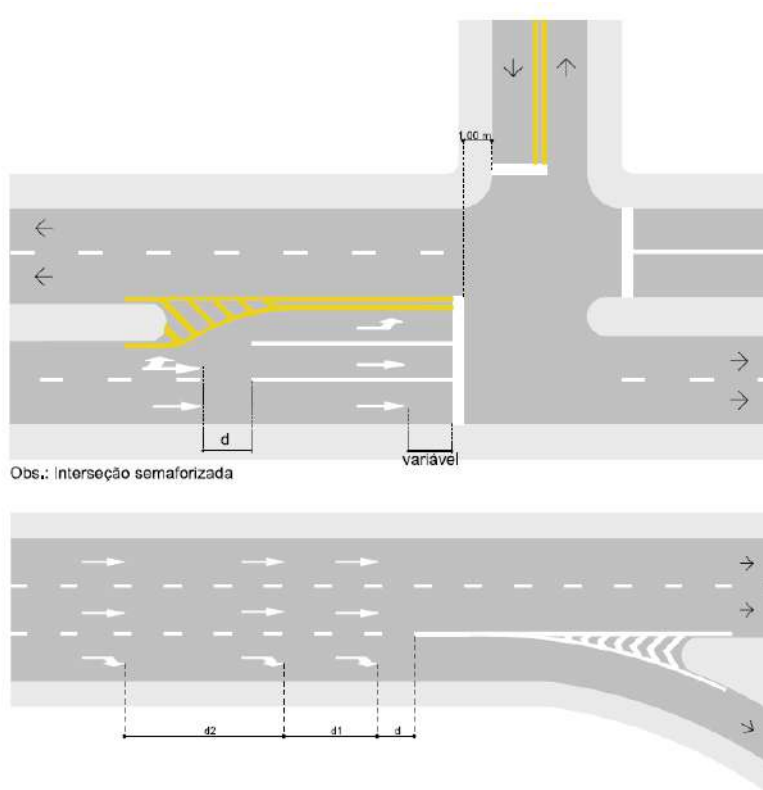 1,00 m
d
variável
Obs.: Interseção semaforizada
d2
d1
d